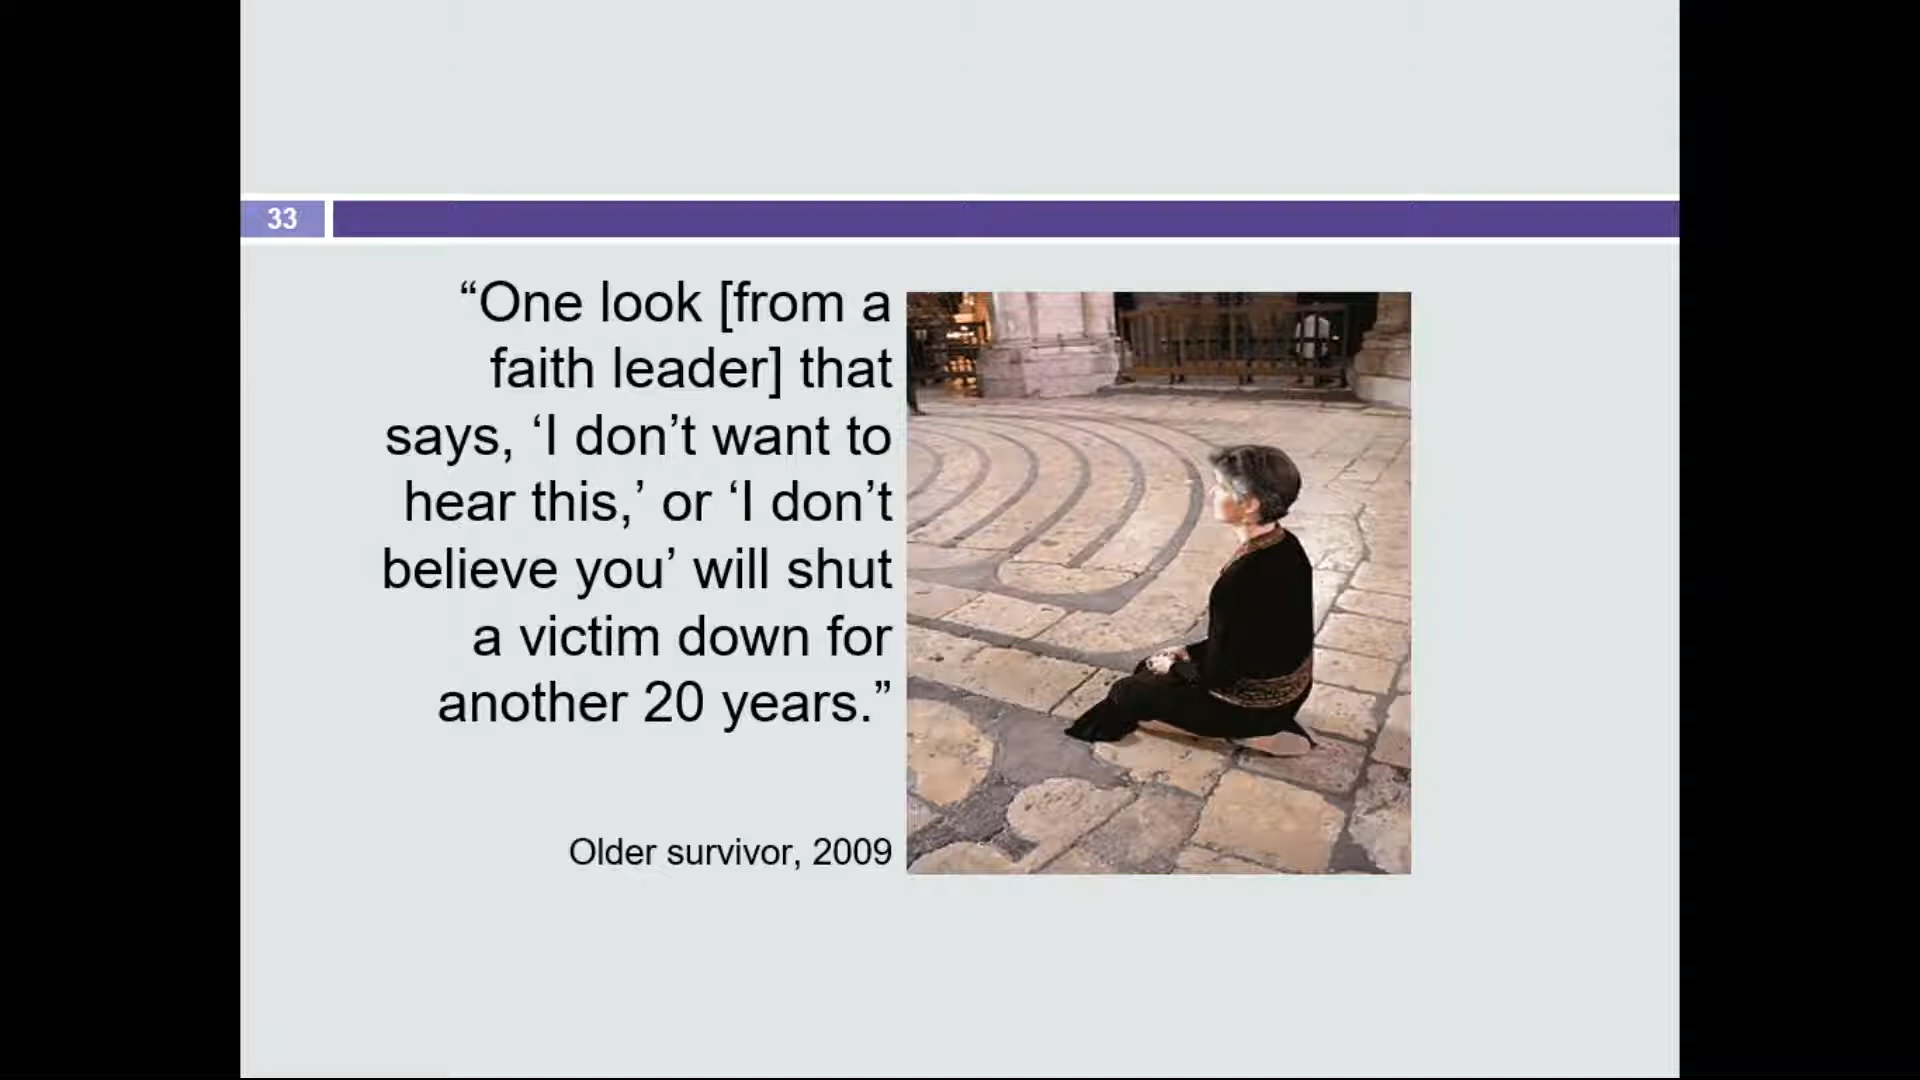 33
“One look [from a
faith leader] that
says, ‘I don’t want to
hear this,’ or ‘I don’t
believe you’ will shut
a victim down for
another 20 years.”
Older survivor, 2009